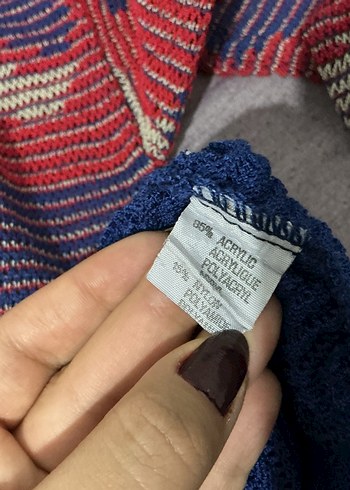 85% ACRYLIC
ACRYLIQUE
POLYACRYL
15% NYLON
POLYAMIDE